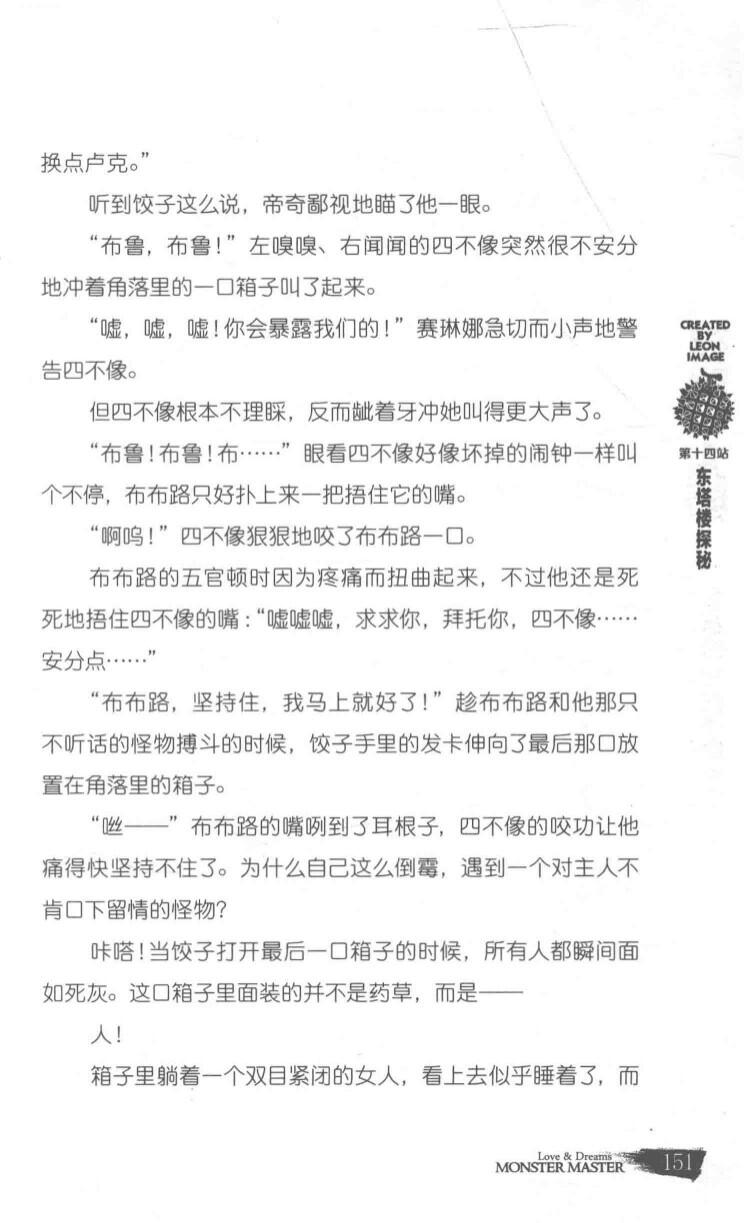 换点卢克。”
听到饺子这么说，帝奇鄙视地瞄了他一眼。
“布鲁，布鲁！”左嗅嗅、右闻闻的四不像突然很不安分
地冲着角落里的一口箱子叫了起来。
“嘘，嘘，嘘！你会暴露我们的！”赛琳娜急切而小声地警
告四不像。
但四不像根本不理睬，反而龇着牙冲她叫得更大声了。
“布鲁！布鲁！布……”眼看四不像好像坏掉的闹钟一样叫
个不停，布布路只好扑上来一把捂住它的嘴。
“啊呜！”四不像狠狠地咬了布布路一口。
布布路的五官顿时因为疼痛而扭曲起来，不过他还是死
死地捂住四不像的嘴：“嘘嘘嘘，求求你，拜托你，四不像……
安分点……”
“布布路，坚持住，我马上就好了！”趁布布路和他那只
不听话的怪物搏斗的时候，饺子手里的发卡伸向了最后那口放
置在角落里的箱子。
“咝——”布布路的嘴咧到了耳根子，四不像的咬功让他
痛得快坚持不住了。为什么自己这么倒霉，遇到一个对主人不
肯口下留情的怪物？
咔嗒！当饺子打开最后一口箱子的时候，所有人都瞬间面
如死灰。这口箱子里面装的并不是药草，而是——
人！
箱子里躺着一个双目紧闭的女人，看上去似乎睡着了，而
CREATED
BY
LEON
IMAGE
第十四站
东塔楼探秘
Love & Dreams
MONSTER MASTER
151